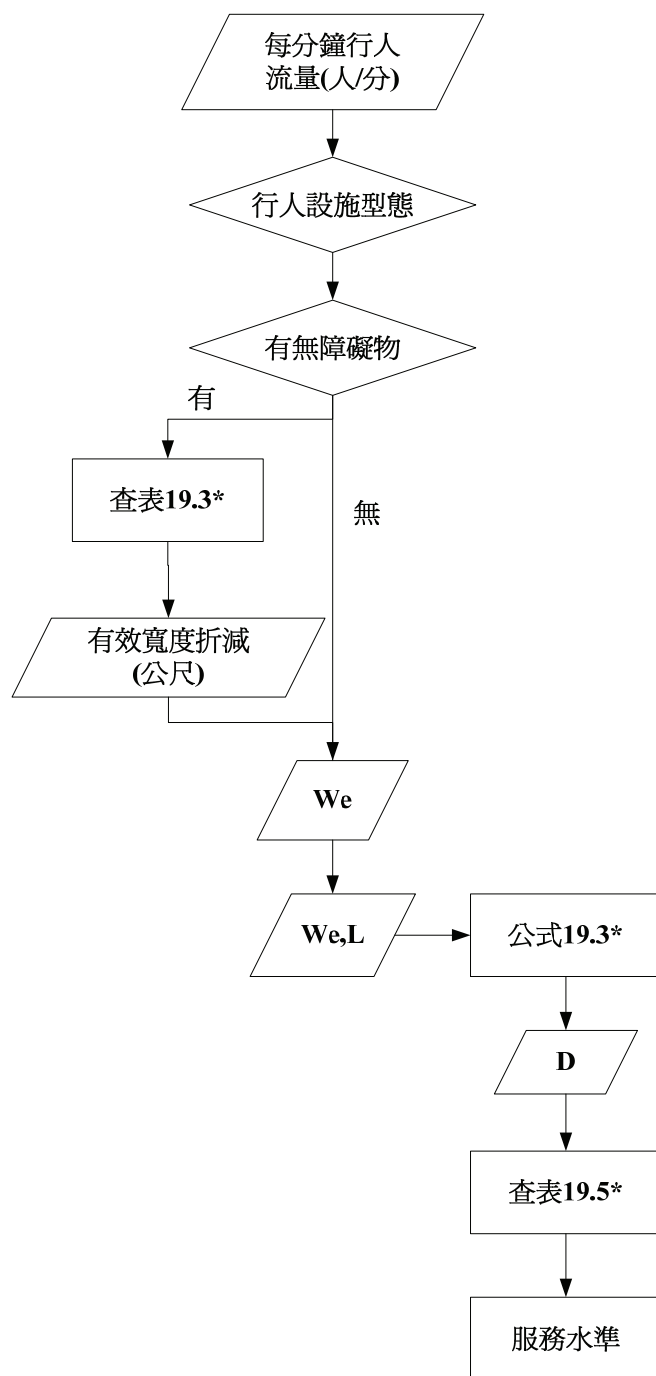 每分鐘行人
流量(人/分)
行人設施型態
有無障礙物
有
查表19.3*
無
有效寬度折減
(公尺)
We
We,L
公式19.3*
D
查表19.5*
服務水準